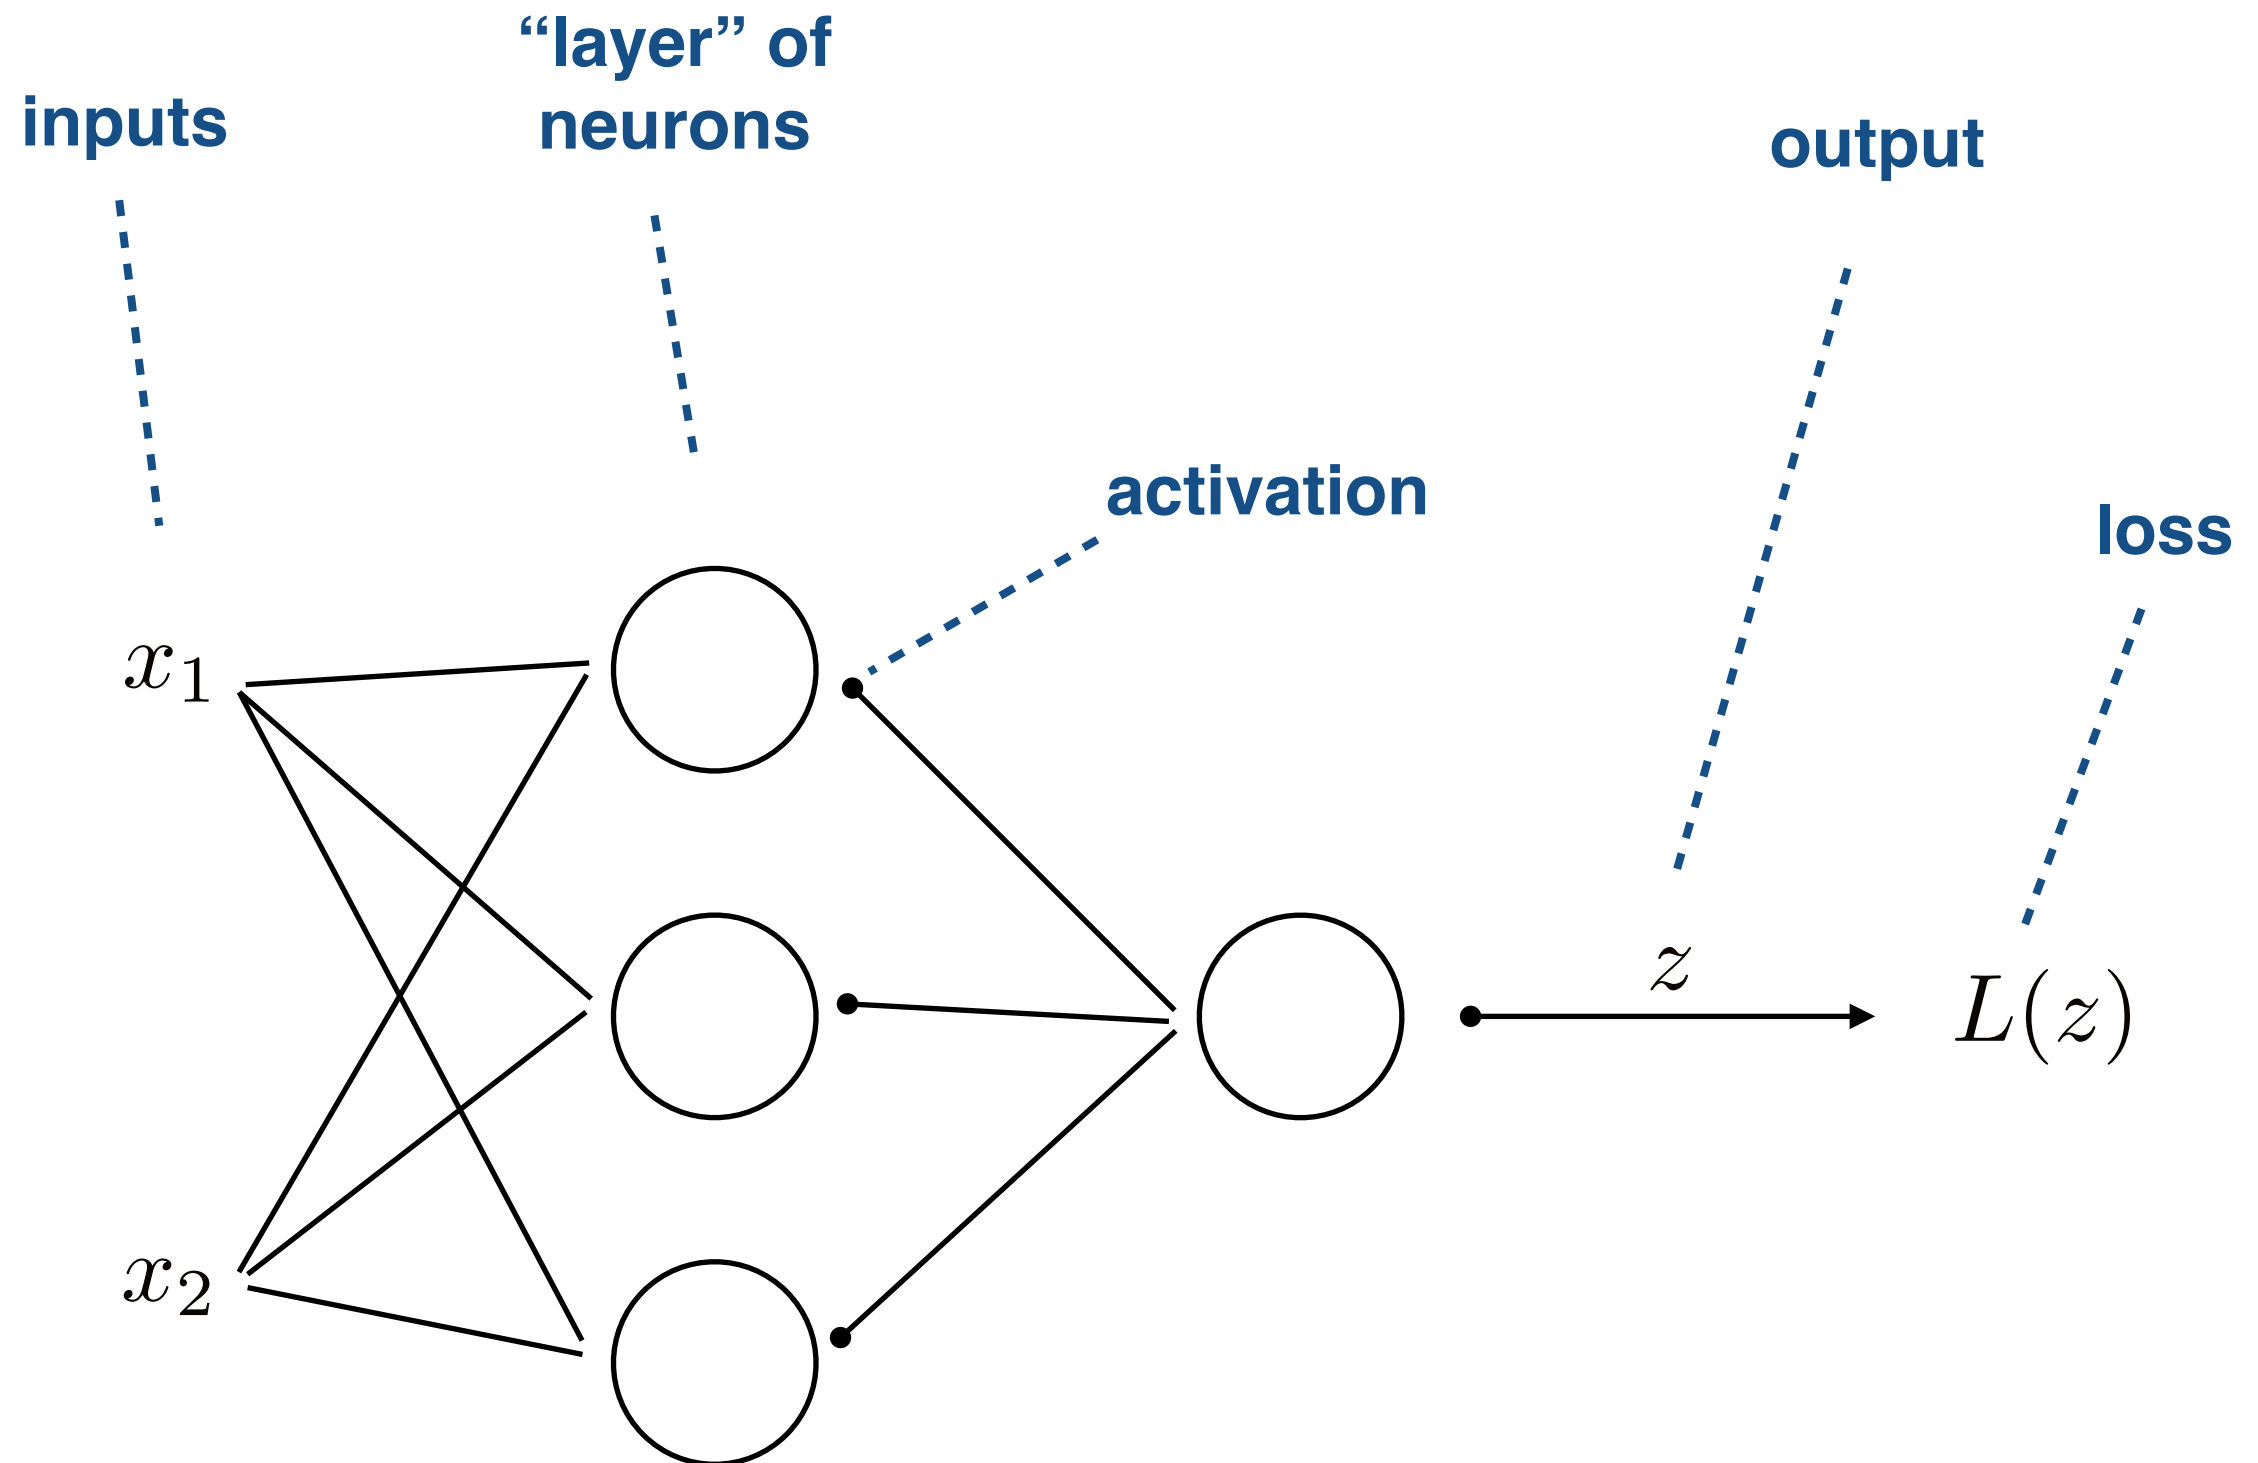 “layer” of
neurons
inputs
output
activation
loss
x₁
z
L(z)
x₂